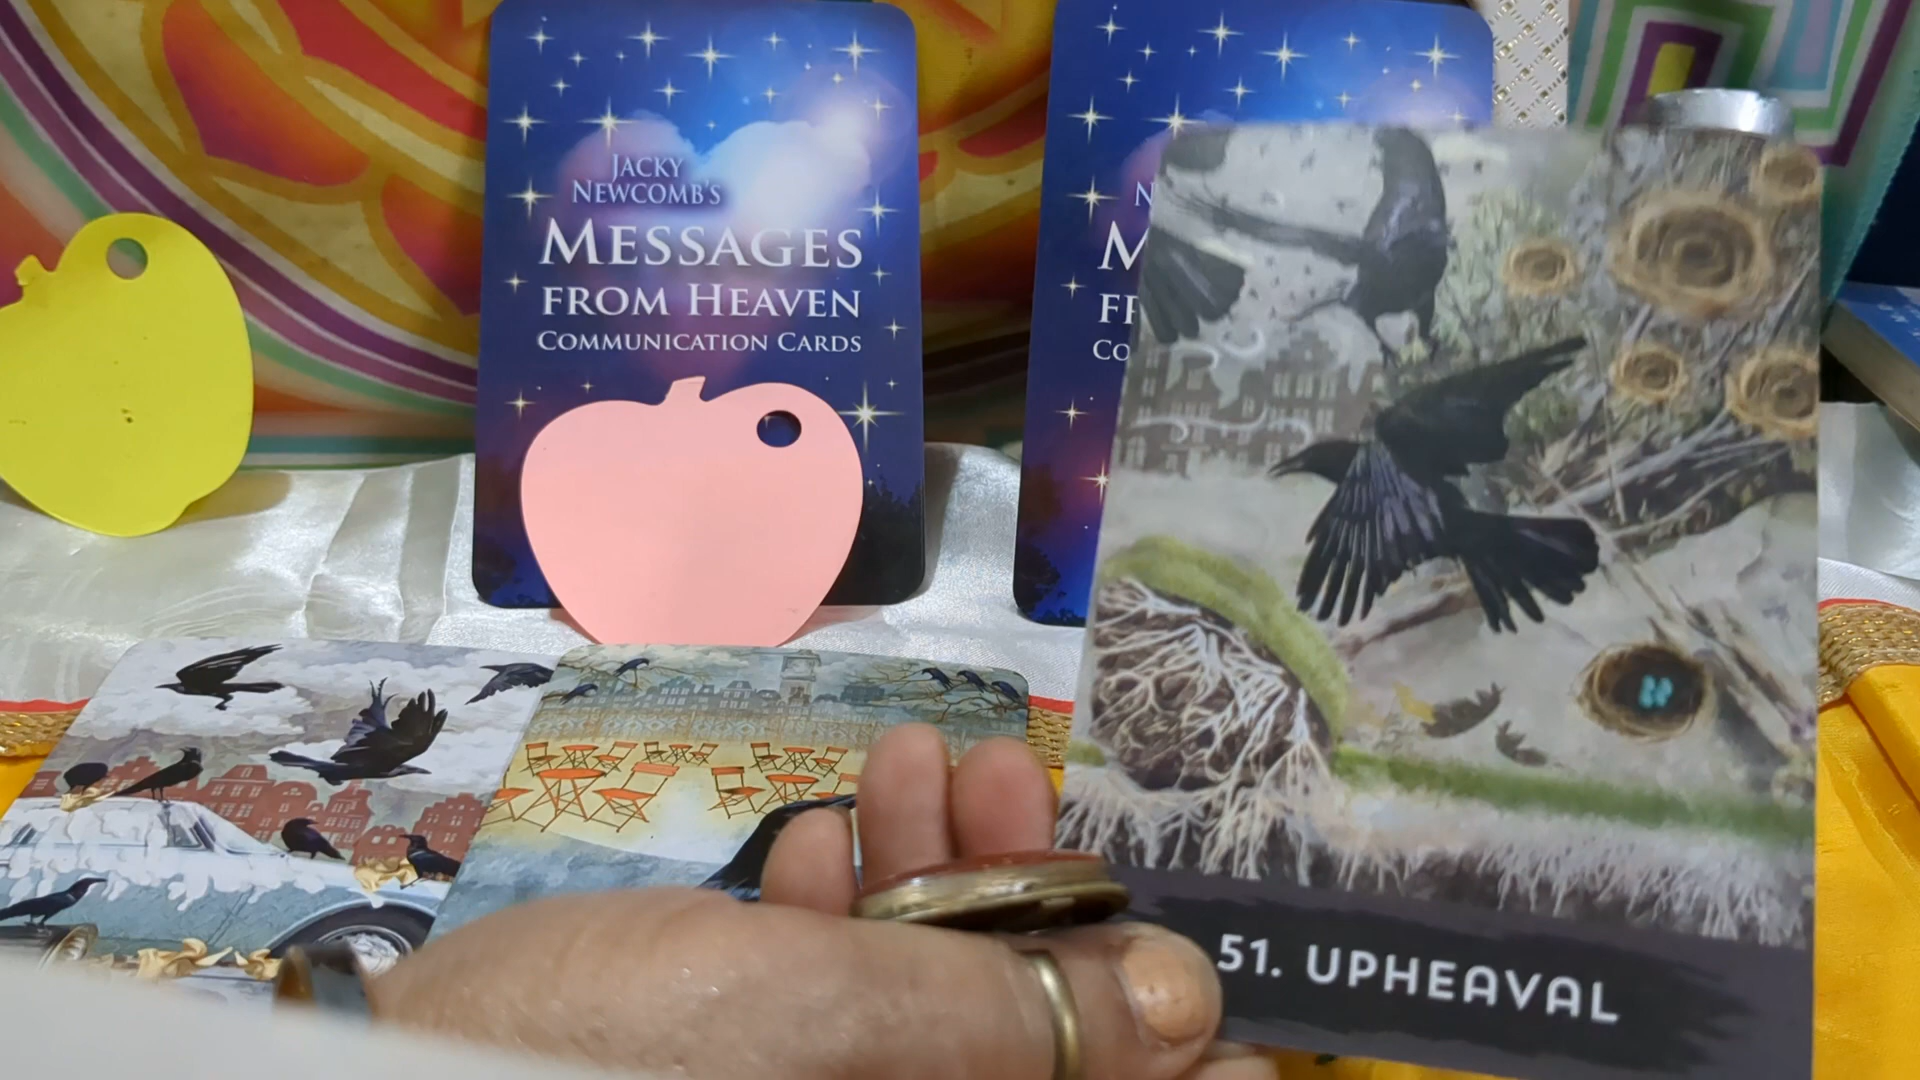 JACKY
NEWCOMB'S
MESSAGES
FROM HEAVEN
COMMUNICATION CARDS
N
M
FR
CO
51. UPHEAVAL